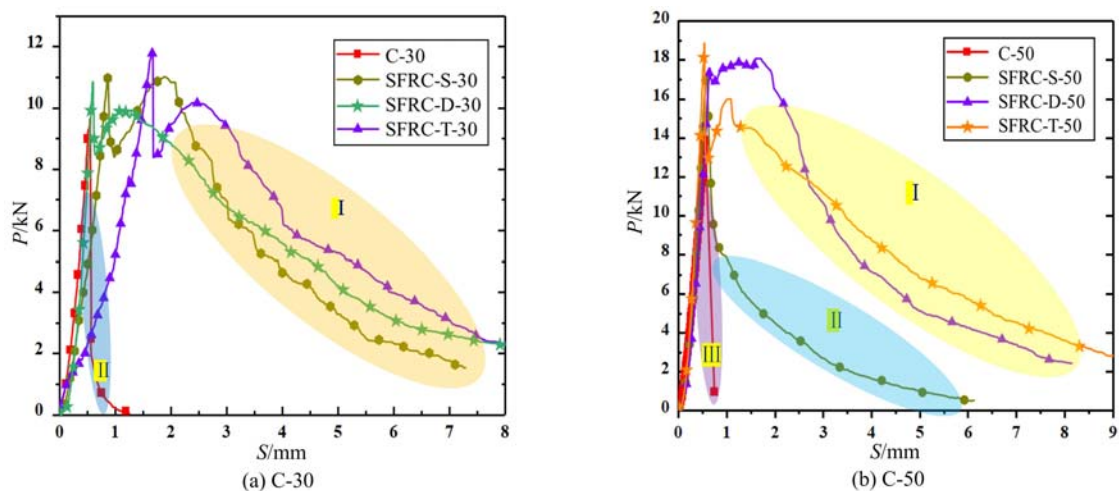 12
10
8
6
4
2
0
P/kN
C-30
SFRC-S-30
SFRC-D-30
SFRC-T-30
I
II
0 1 2 3 4 5 6 7 8
S/mm
(a) C-30
20
18
16
14
12
10
8
6
4
2
0
P/kN
C-50
SFRC-S-50
SFRC-D-50
SFRC-T-50
I
II
III
0 1 2 3 4 5 6 7 8 9
S/mm
(b) C-50